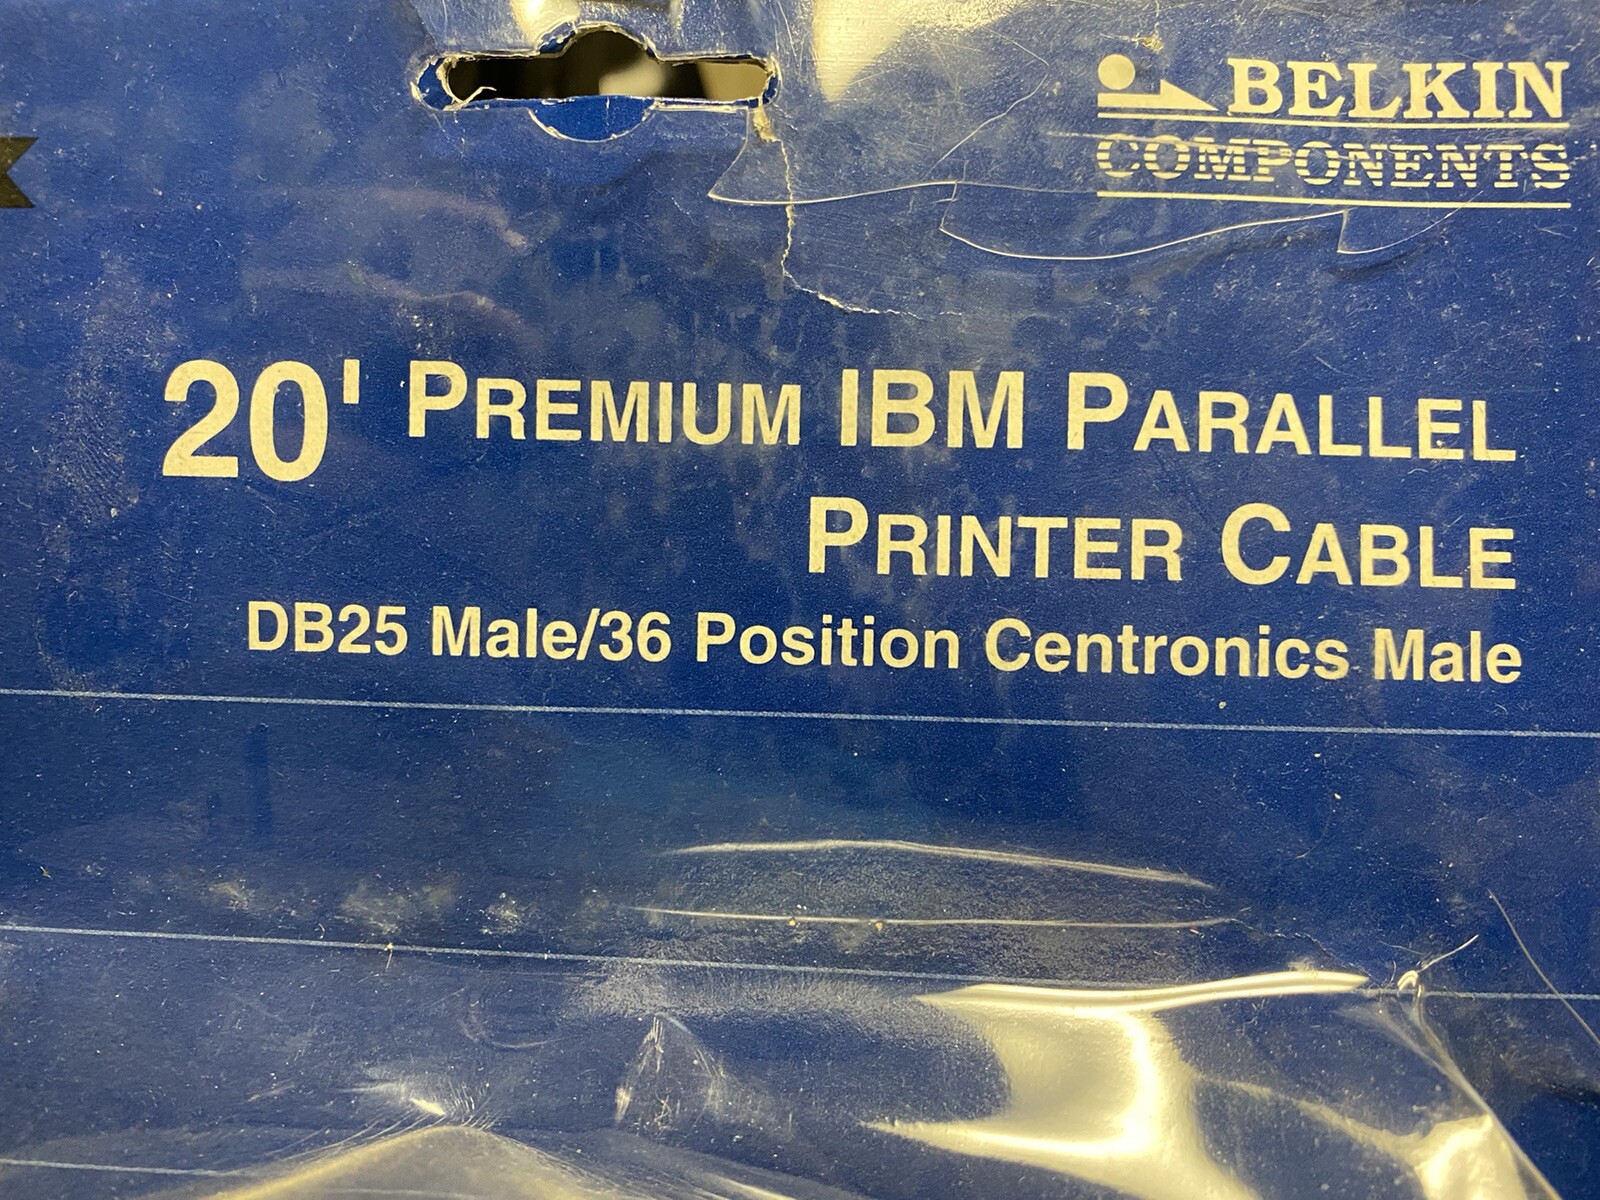 BELKIN
COMPONENTS
20' PREMIUM IBM PARALLEL
PRINTER CABLE
DB25 Male/36 Position Centronics Male